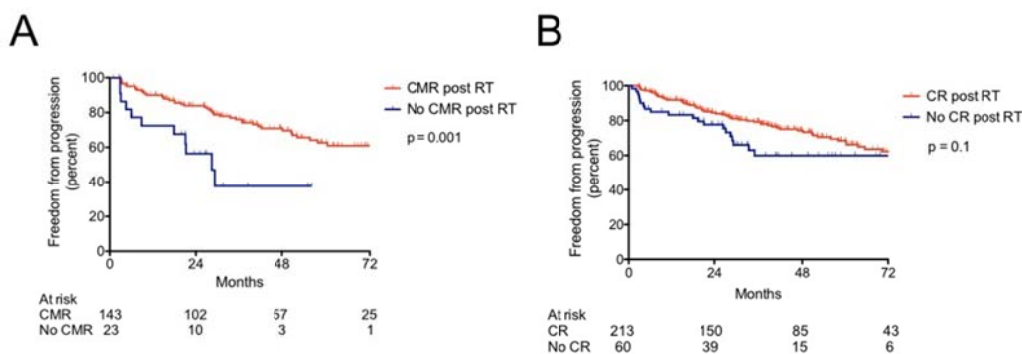 A
100
80
60
40
20
0
Freedom from progression
(percent)
0 24 48 72
Months
CMR post RT
No CMR post RT
p = 0.001
At risk
CMR 143 102 57 25
No CMR 23 10 3 1
B
100
80
60
40
20
0
Freedom from progression
(percent)
0 24 48 72
Months
CR post RT
No CR post RT
p = 0.1
At risk
CR 213 150 85 43
No CR 60 39 15 6